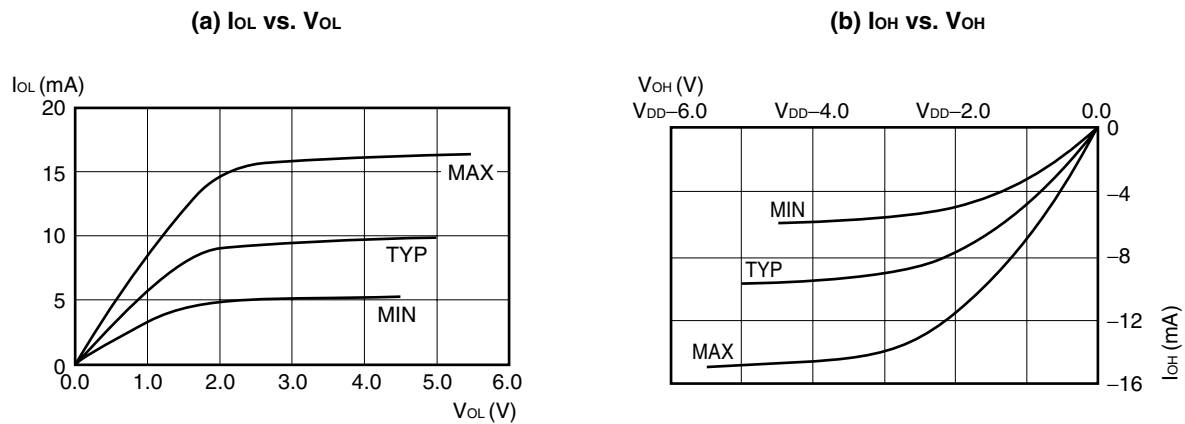 (a) IOL vs. VOL
IOL (mA)
20
15
10
5
0
MAX
TYP
MIN
0.0 1.0 2.0 3.0 4.0 5.0 6.0
VOL (V)
(b) IOH vs. VOH
VOH (V)
VDD–6.0 VDD–4.0 VDD–2.0 0.0
0
–4
–8
–12
–16
MIN
TYP
MAX
IOH (mA)